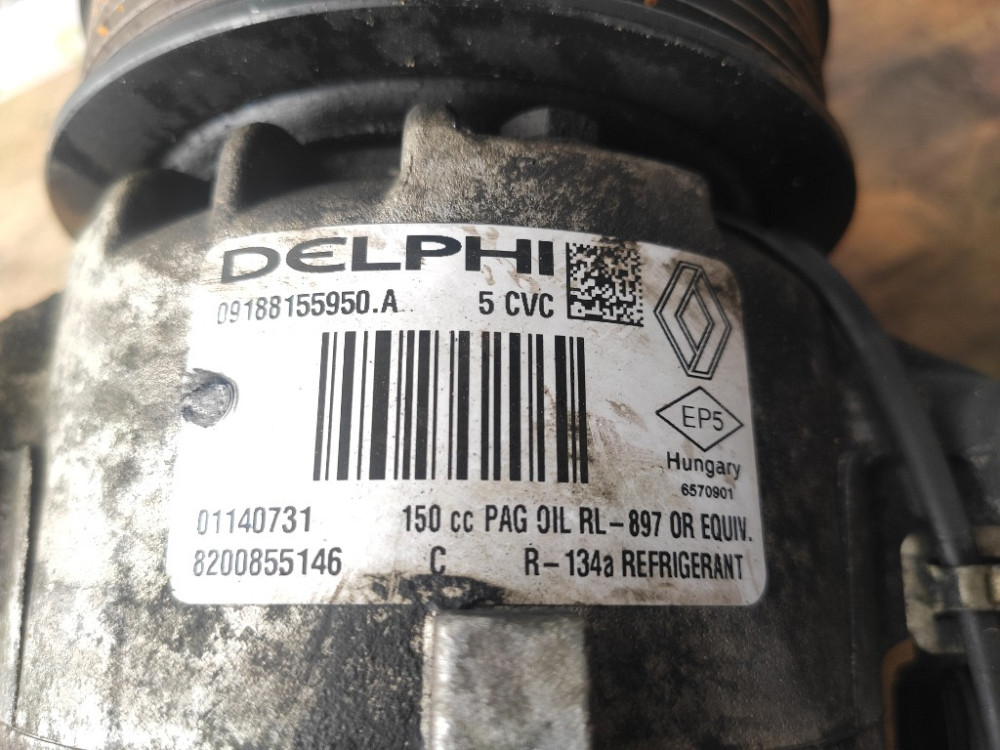 DELPHI
09188155950.A 5 CVC
EP5
Hungary
6570901
01140731 150 cc PAG OIL RL-897 OR EQUIV.
8200855146 C R-134a REFRIGERANT